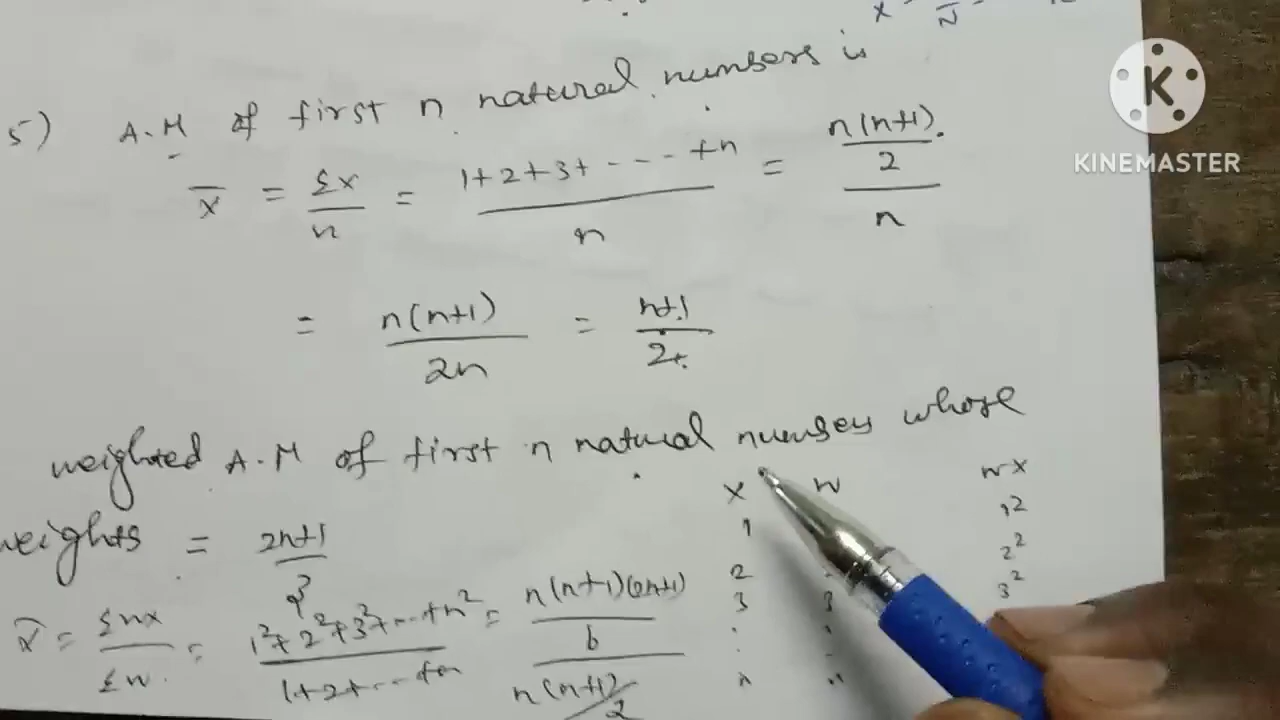 5) A.M of first n natural numbers is
x̄ = Σx/n = 1+2+3+---+n/n = n(n+1)/2/n
= n(n+1)/2n = n+1/2
weighted A.M of first n natural numbers whose
weights = 2n+1/3
x w wx
1 1²
2 2²
3 3 3²
. .
n n
x̄ = Σwx/Σw = 1²+2²+3²+...+n²/1+2+...+n = n(n+1)(2n+1)/6/n(n+1)/2
K
KINEMASTER